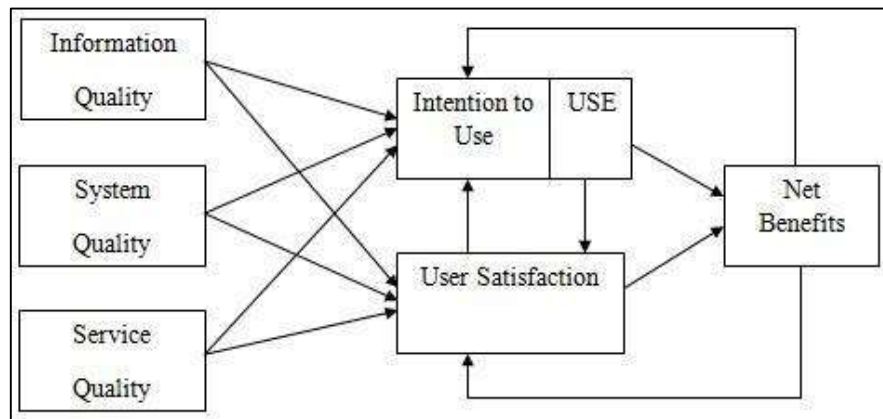 Information
Quality
System
Quality
Service
Quality
Intention to
Use
USE
User Satisfaction
Net
Benefits